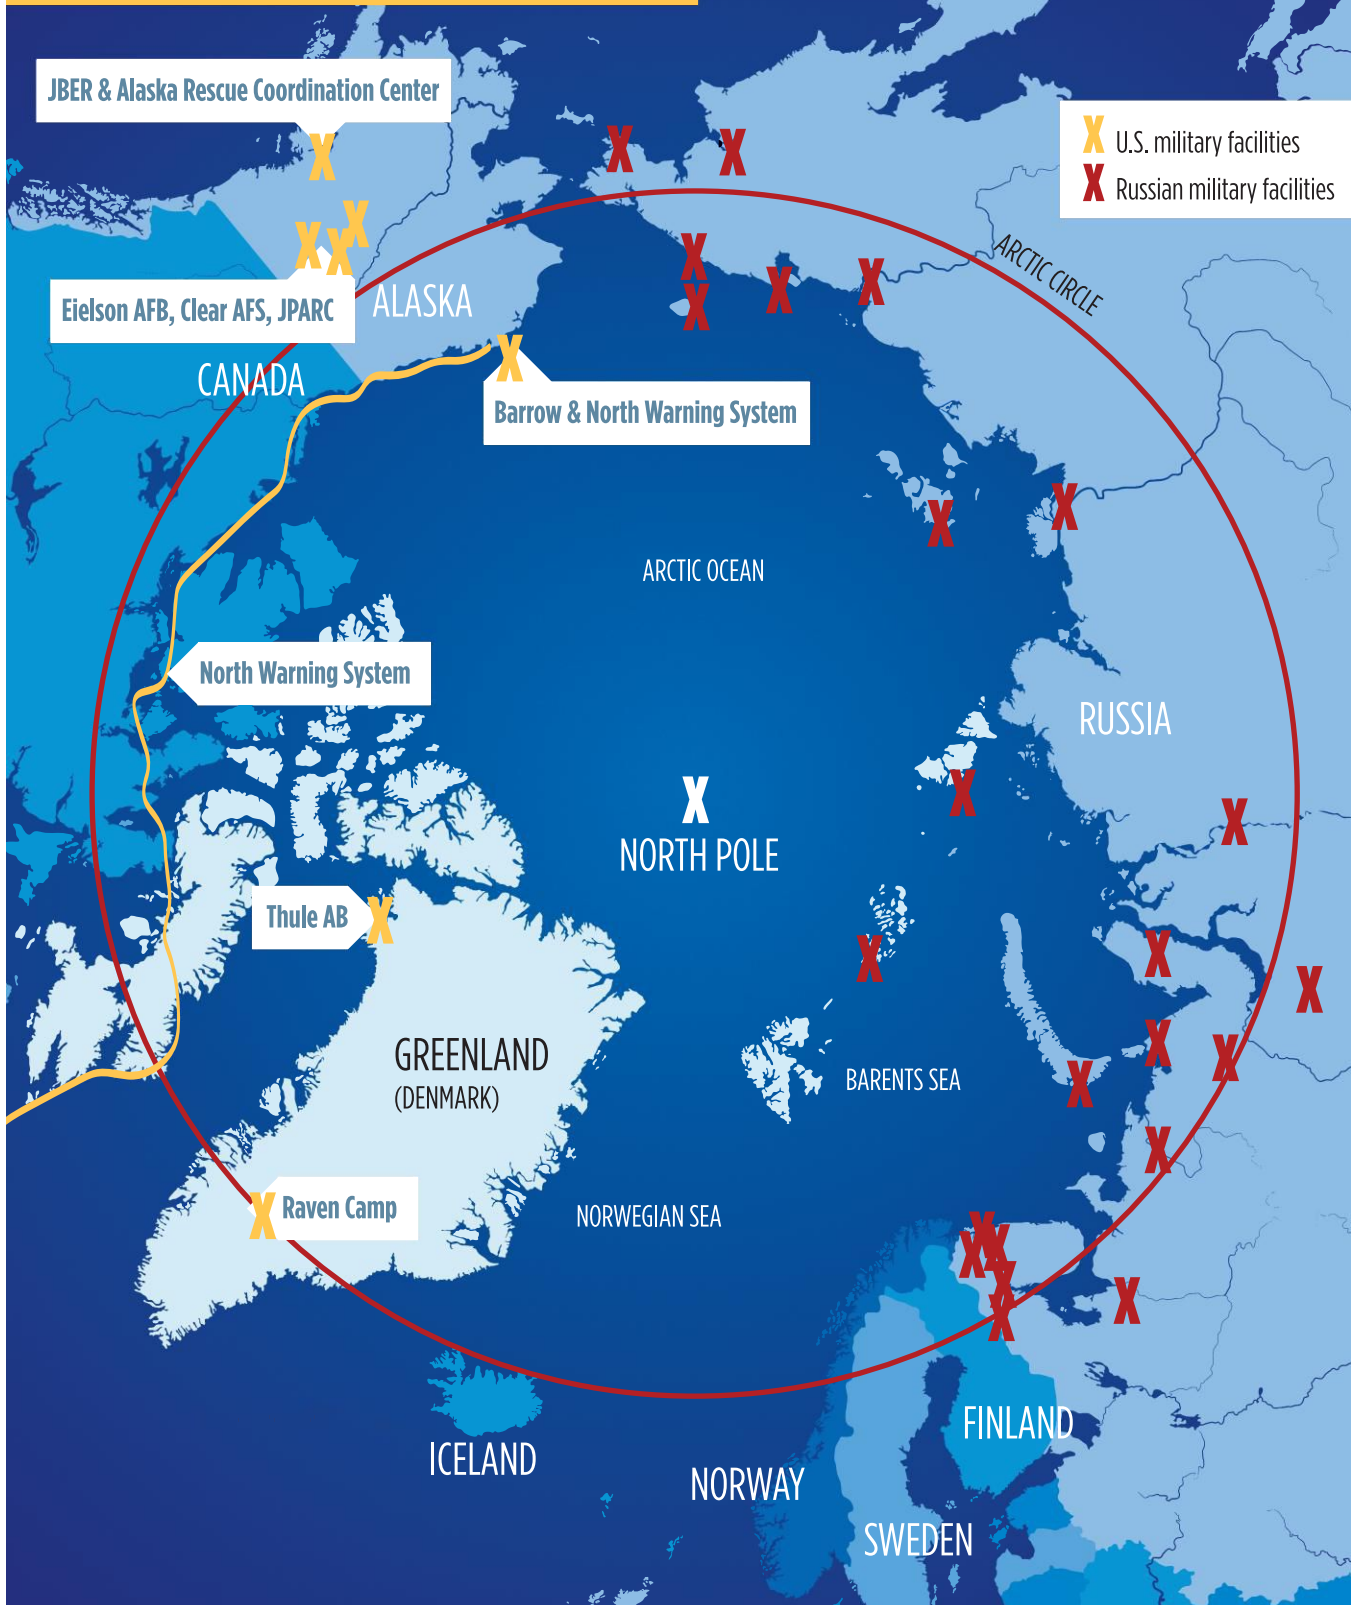 JBER & Alaska Rescue Coordination Center
X U.S. military facilities
X Russian military facilities
ARCTIC CIRCLE
Eielson AFB, Clear AFS, JPARC
ALASKA
CANADA
Barrow & North Warning System
ARCTIC OCEAN
North Warning System
RUSSIA
X
NORTH POLE
Thule AB
GREENLAND
(DENMARK)
BARENTS SEA
Raven Camp
NORWEGIAN SEA
FINLAND
ICELAND
NORWAY
SWEDEN